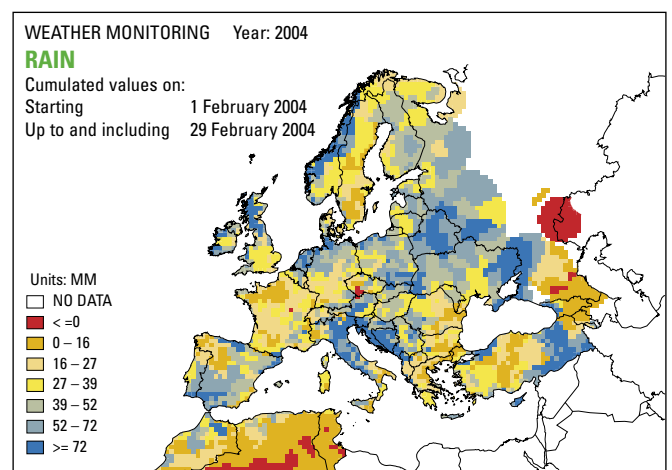 WEATHER MONITORING Year: 2004
RAIN
Cumulated values on:
Starting 1 February 2004
Up to and including 29 February 2004
Units: MM
NO DATA
< =0
0 – 16
16 – 27
27 – 39
39 – 52
52 – 72
>= 72